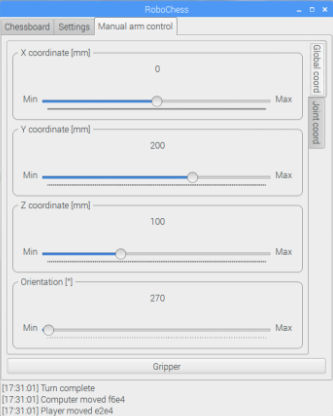 RoboChess
Chessboard Settings Manual arm control
X coordinate [mm]
0
Min Max
Y coordinate [mm]
200
Min Max
Z coordinate [mm]
100
Min Max
Orientation [°]
270
Min Max
Global coord
Joint coord
Gripper
[17:31:01] Turn complete
[17:31:01] Computer moved f6e4
[17:31:01] Player moved e2e4